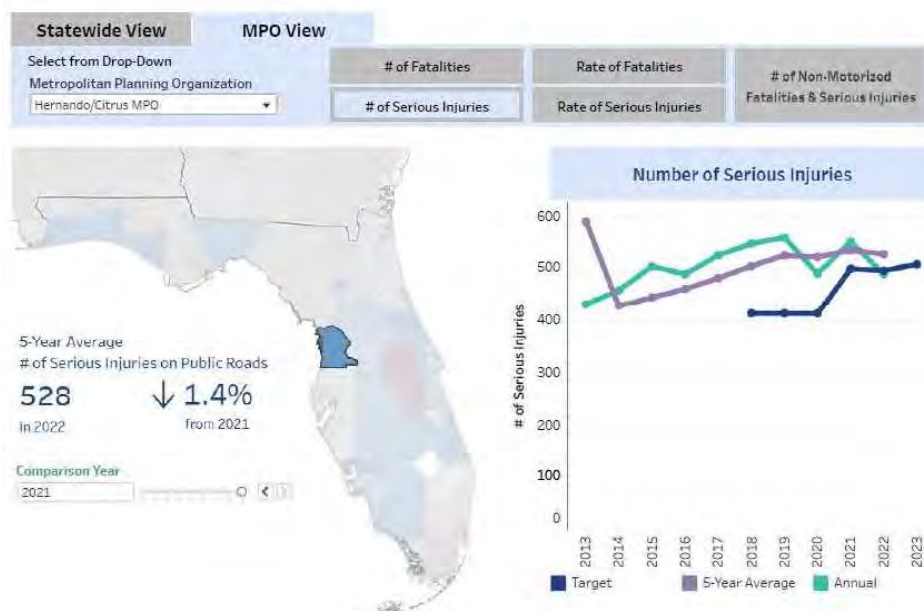 Statewide View
MPO View
Select from Drop-Down
Metropolitan Planning Organization
Hernando/Citrus MPO
# of Fatalities
Rate of Fatalities
# of Non-Motorized
Fatalities & Serious Injuries
# of Serious Injuries
Rate of Serious Injuries
5-Year Average
# of Serious Injuries on Public Roads
528
↓ 1.4%
in 2022
from 2021
Comparison Year
2021
Number of Serious Injuries
# of Serious Injuries
600
500
400
300
200
100
0
2013
2014
2015
2016
2017
2018
2019
2020
2021
2022
2023
Target
5-Year Average
Annual